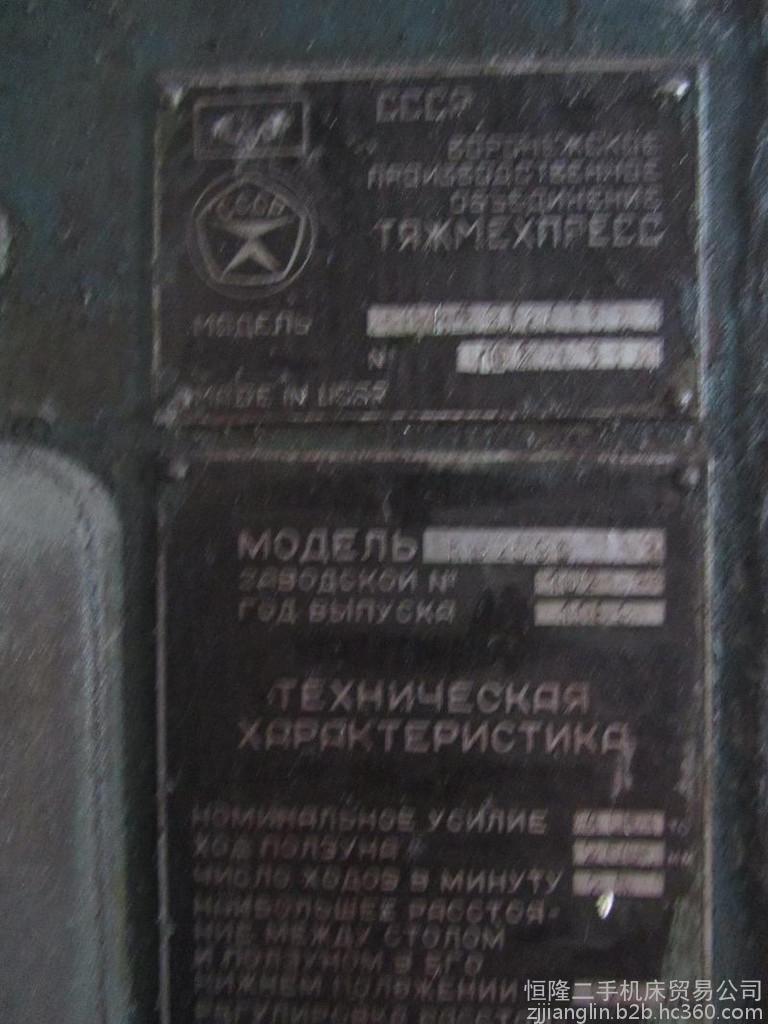 СССР
ВОРОНЕЖСКОЕ
ПРОИЗВОДСТВЕННОЕ
ОБЪЕДИНЕНИЕ
ТЯЖМЕХПРЕСС
СССР
МОДЕЛЬ
№
MADE IN USSR
МОДЕЛЬ
ЗАВОДСКОЙ №
ГОД ВЫПУСКА
ТЕХНИЧЕСКАЯ
ХАРАКТЕРИСТИКА
НОМИНАЛЬНОЕ УСИЛИЕ
ХОД ПОЛЗУНА
ЧИСЛО ХОДОВ В МИНУТУ
НАИБОЛЬШЕЕ РАССТОЯ-
НИЕ МЕЖДУ СТОЛОМ
И ПОЛЗУНОМ В ЕГО
НИЖНЕМ ПОЛОЖЕНИИ
РЕГУЛИРОВКА
恒隆二手机床贸易公司
zjjianglin.b2b.hc360.com